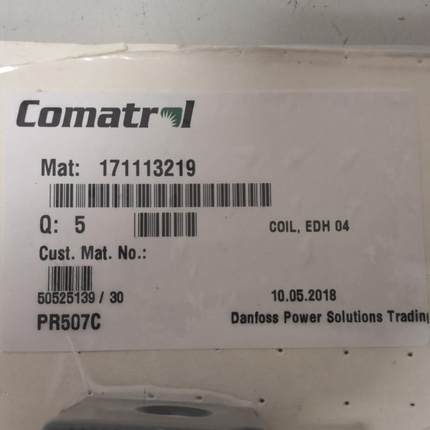 Comatrol
Mat: 171113219
Q: 5 COIL, EDH 04
Cust. Mat. No.:
50525139 / 30 10.05.2018
PR507C Danfoss Power Solutions Trading